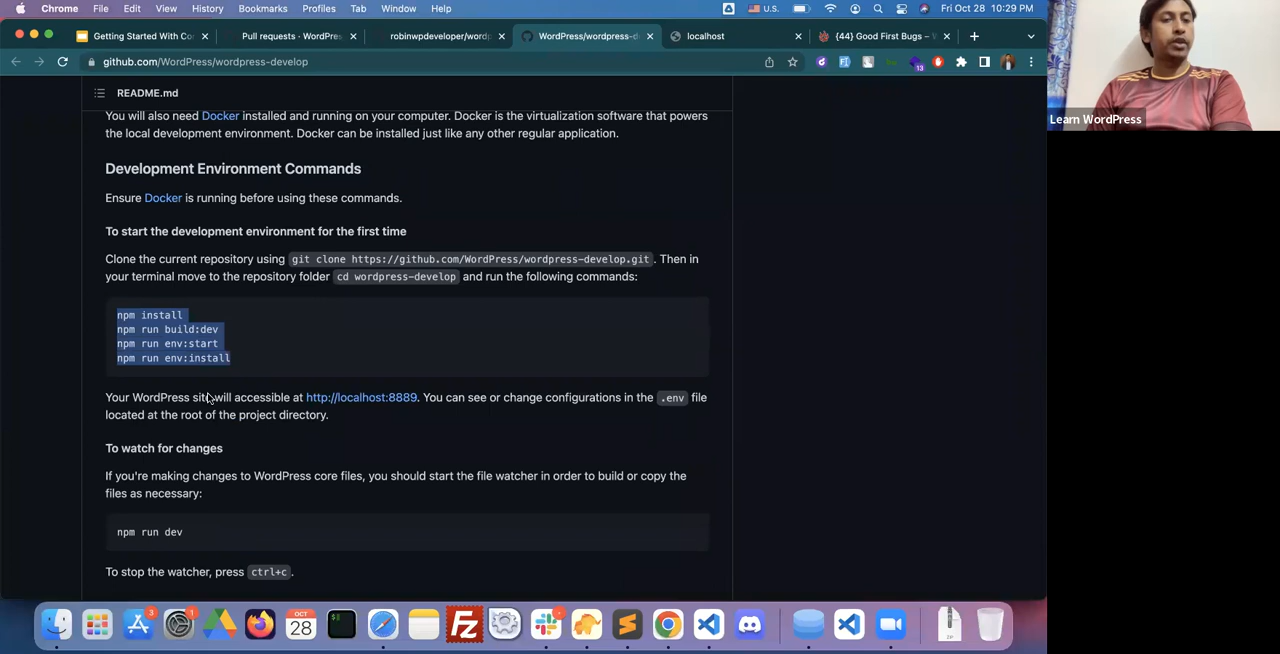 Chrome File Edit View History Bookmarks Profiles Tab Window Help U.S. Fri Oct 28 10:29 PM
Getting Started With Co
Pull requests · WordPres
robinwpdeveloper/wordp
WordPress/wordpress-d
localhost
{44} Good First Bugs – W
github.com/WordPress/wordpress-develop
13
Learn WordPress
README.md
You will also need Docker installed and running on your computer. Docker is the virtualization software that powers
the local development environment. Docker can be installed just like any other regular application.
Development Environment Commands
Ensure Docker is running before using these commands.
To start the development environment for the first time
Clone the current repository using git clone https://github.com/WordPress/wordpress-develop.git. Then in
your terminal move to the repository folder cd wordpress-develop and run the following commands:
npm install
npm run build:dev
npm run env:start
npm run env:install
Your WordPress site will accessible at http://localhost:8889. You can see or change configurations in the .env file
located at the root of the project directory.
To watch for changes
If you're making changes to WordPress core files, you should start the file watcher in order to build or copy the
files as necessary:
npm run dev
To stop the watcher, press ctrl+c.
3
1
OCT
28
Fz
ZIP